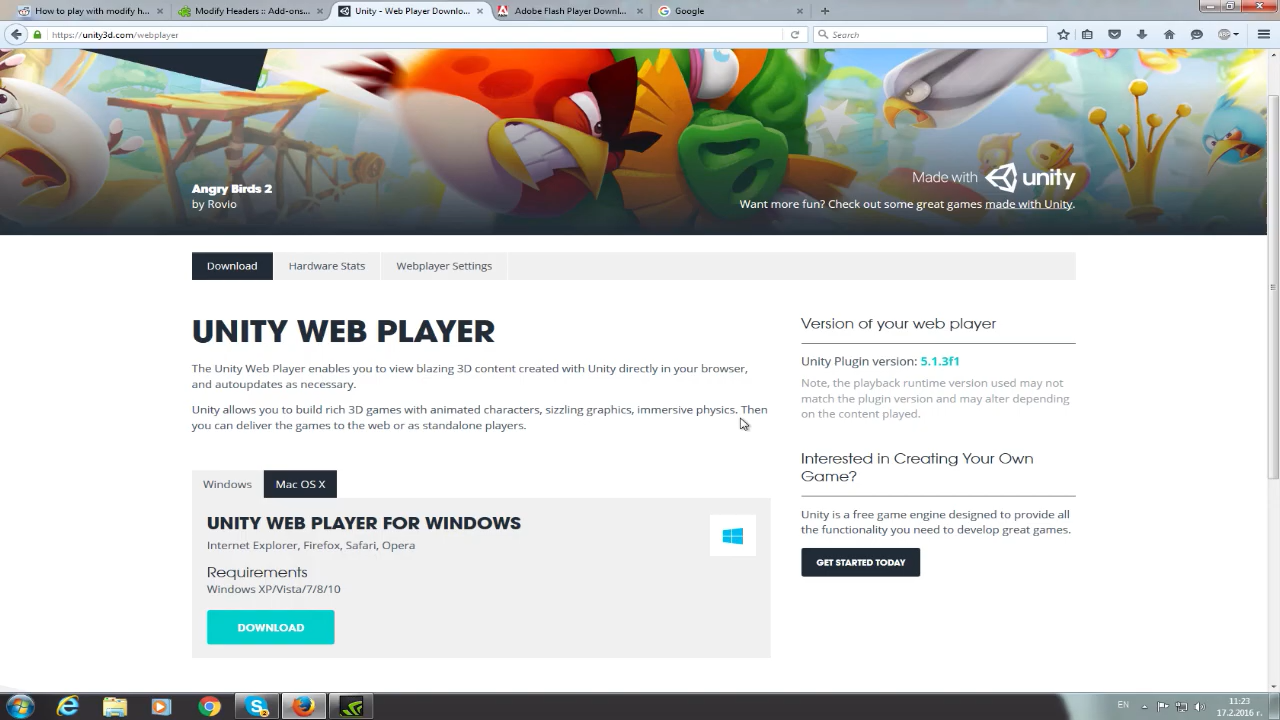 How to play with modify h...
Modify Headers :: Add-ons...
Unity - Web Player Downlo...
Adobe Flash Player Downl...
Google
https://unity3d.com/webplayer
Search
ABP
Angry Birds 2
by Rovio
Made with unity
Want more fun? Check out some great games made with Unity.
Download
Hardware Stats
Webplayer Settings
UNITY WEB PLAYER
The Unity Web Player enables you to view blazing 3D content created with Unity directly in your browser,
and autoupdates as necessary.
Unity allows you to build rich 3D games with animated characters, sizzling graphics, immersive physics. Then
you can deliver the games to the web or as standalone players.
Windows
Mac OS X
UNITY WEB PLAYER FOR WINDOWS
Internet Explorer, Firefox, Safari, Opera
Requirements
Windows XP/Vista/7/8/10
DOWNLOAD
Version of your web player
Unity Plugin version: 5.1.3f1
Note, the playback runtime version used may not
match the plugin version and may alter depending
on the content played.
Interested in Creating Your Own
Game?
Unity is a free game engine designed to provide all
the functionality you need to develop great games.
GET STARTED TODAY
2
EN
11:23
17.2.2016 г.